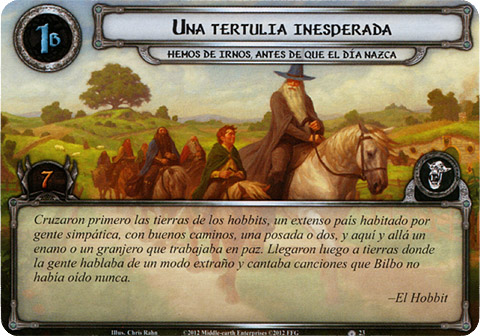 1B
UNA TERTULIA INESPERADA
HEMOS DE IRNOS, ANTES DE QUE EL DÍA NAZCA
7
Cruzaron primero las tierras de los hobbits, un extenso país habitado por
gente simpática, con buenos caminos, una posada o dos, y aquí y allá un
enano o un granjero que trabajaba en paz. Llegaron luego a tierras donde
la gente hablaba de un modo extraño y cantaba canciones que Bilbo no
había oído nunca.
–El Hobbit
Illus. Chris Rahn ©2012 Middle-earth Enterprises ©2012 FFG 23